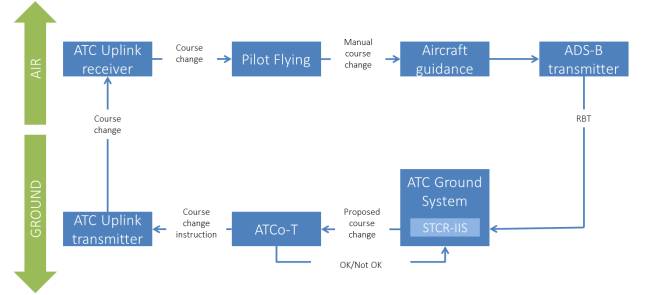 AIR
ATC Uplink
receiver
Course
change
Pilot Flying
Manual
course
change
Aircraft
guidance
ADS-B
transmitter
Course
change
RBT
GROUND
ATC Uplink
transmitter
Course
change
instruction
ATCo-T
Proposed
course
change
ATC Ground
System
STCR-IIS
OK/Not OK